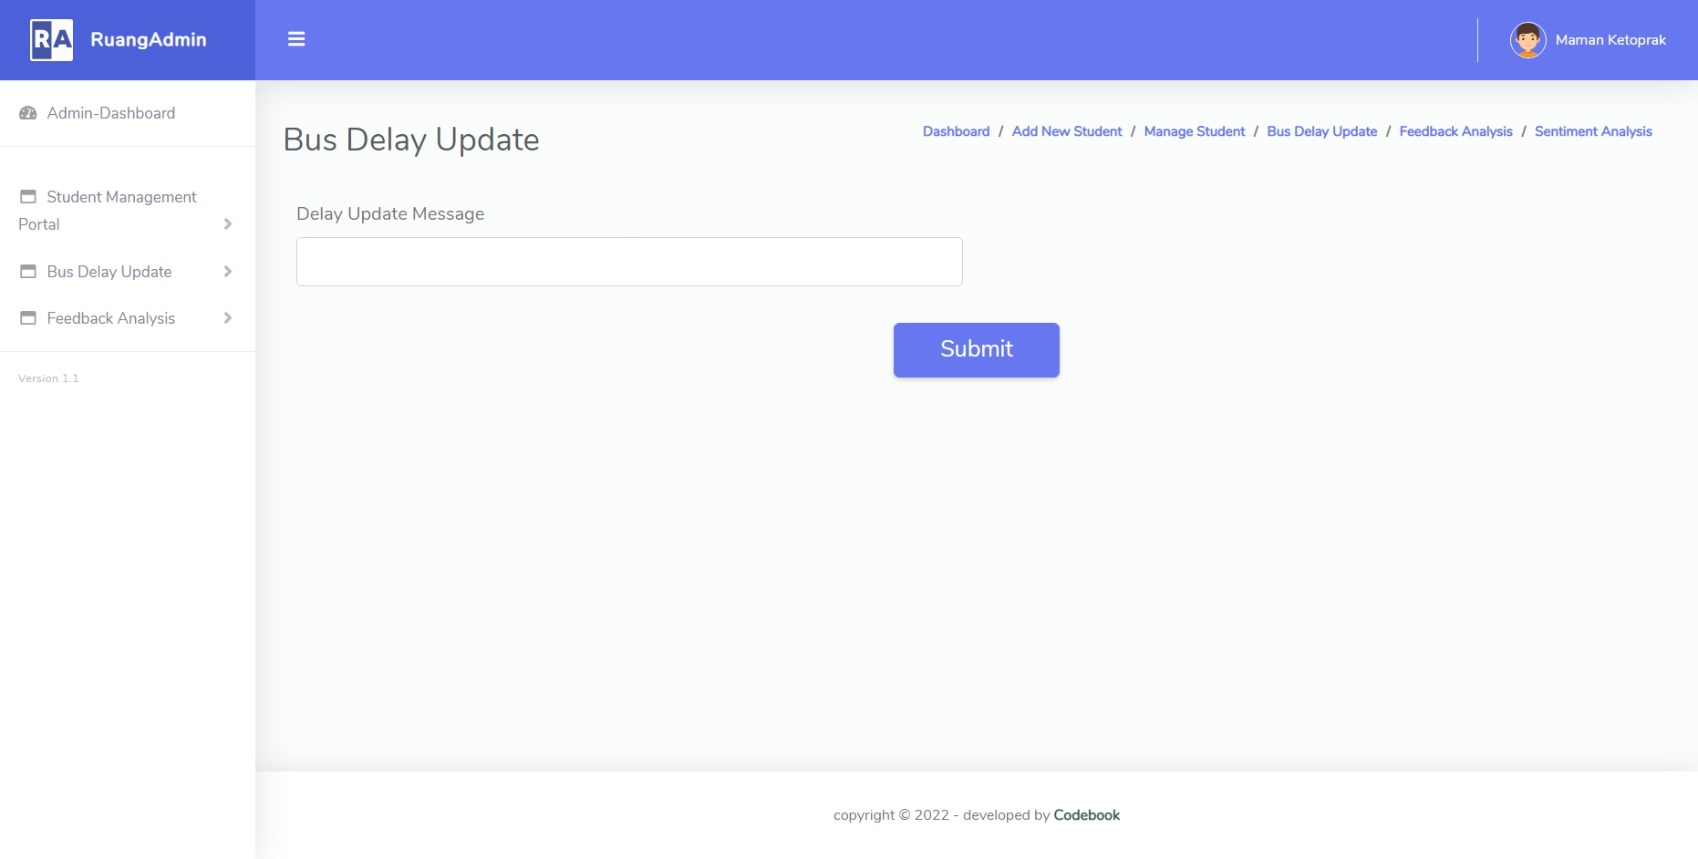 RA RuangAdmin
Maman Ketoprak
Admin-Dashboard
Student Management
Portal
Bus Delay Update
Feedback Analysis
Version 1.1
Bus Delay Update
Dashboard / Add New Student / Manage Student / Bus Delay Update / Feedback Analysis / Sentiment Analysis
Delay Update Message
Submit
copyright © 2022 - developed by Codebook